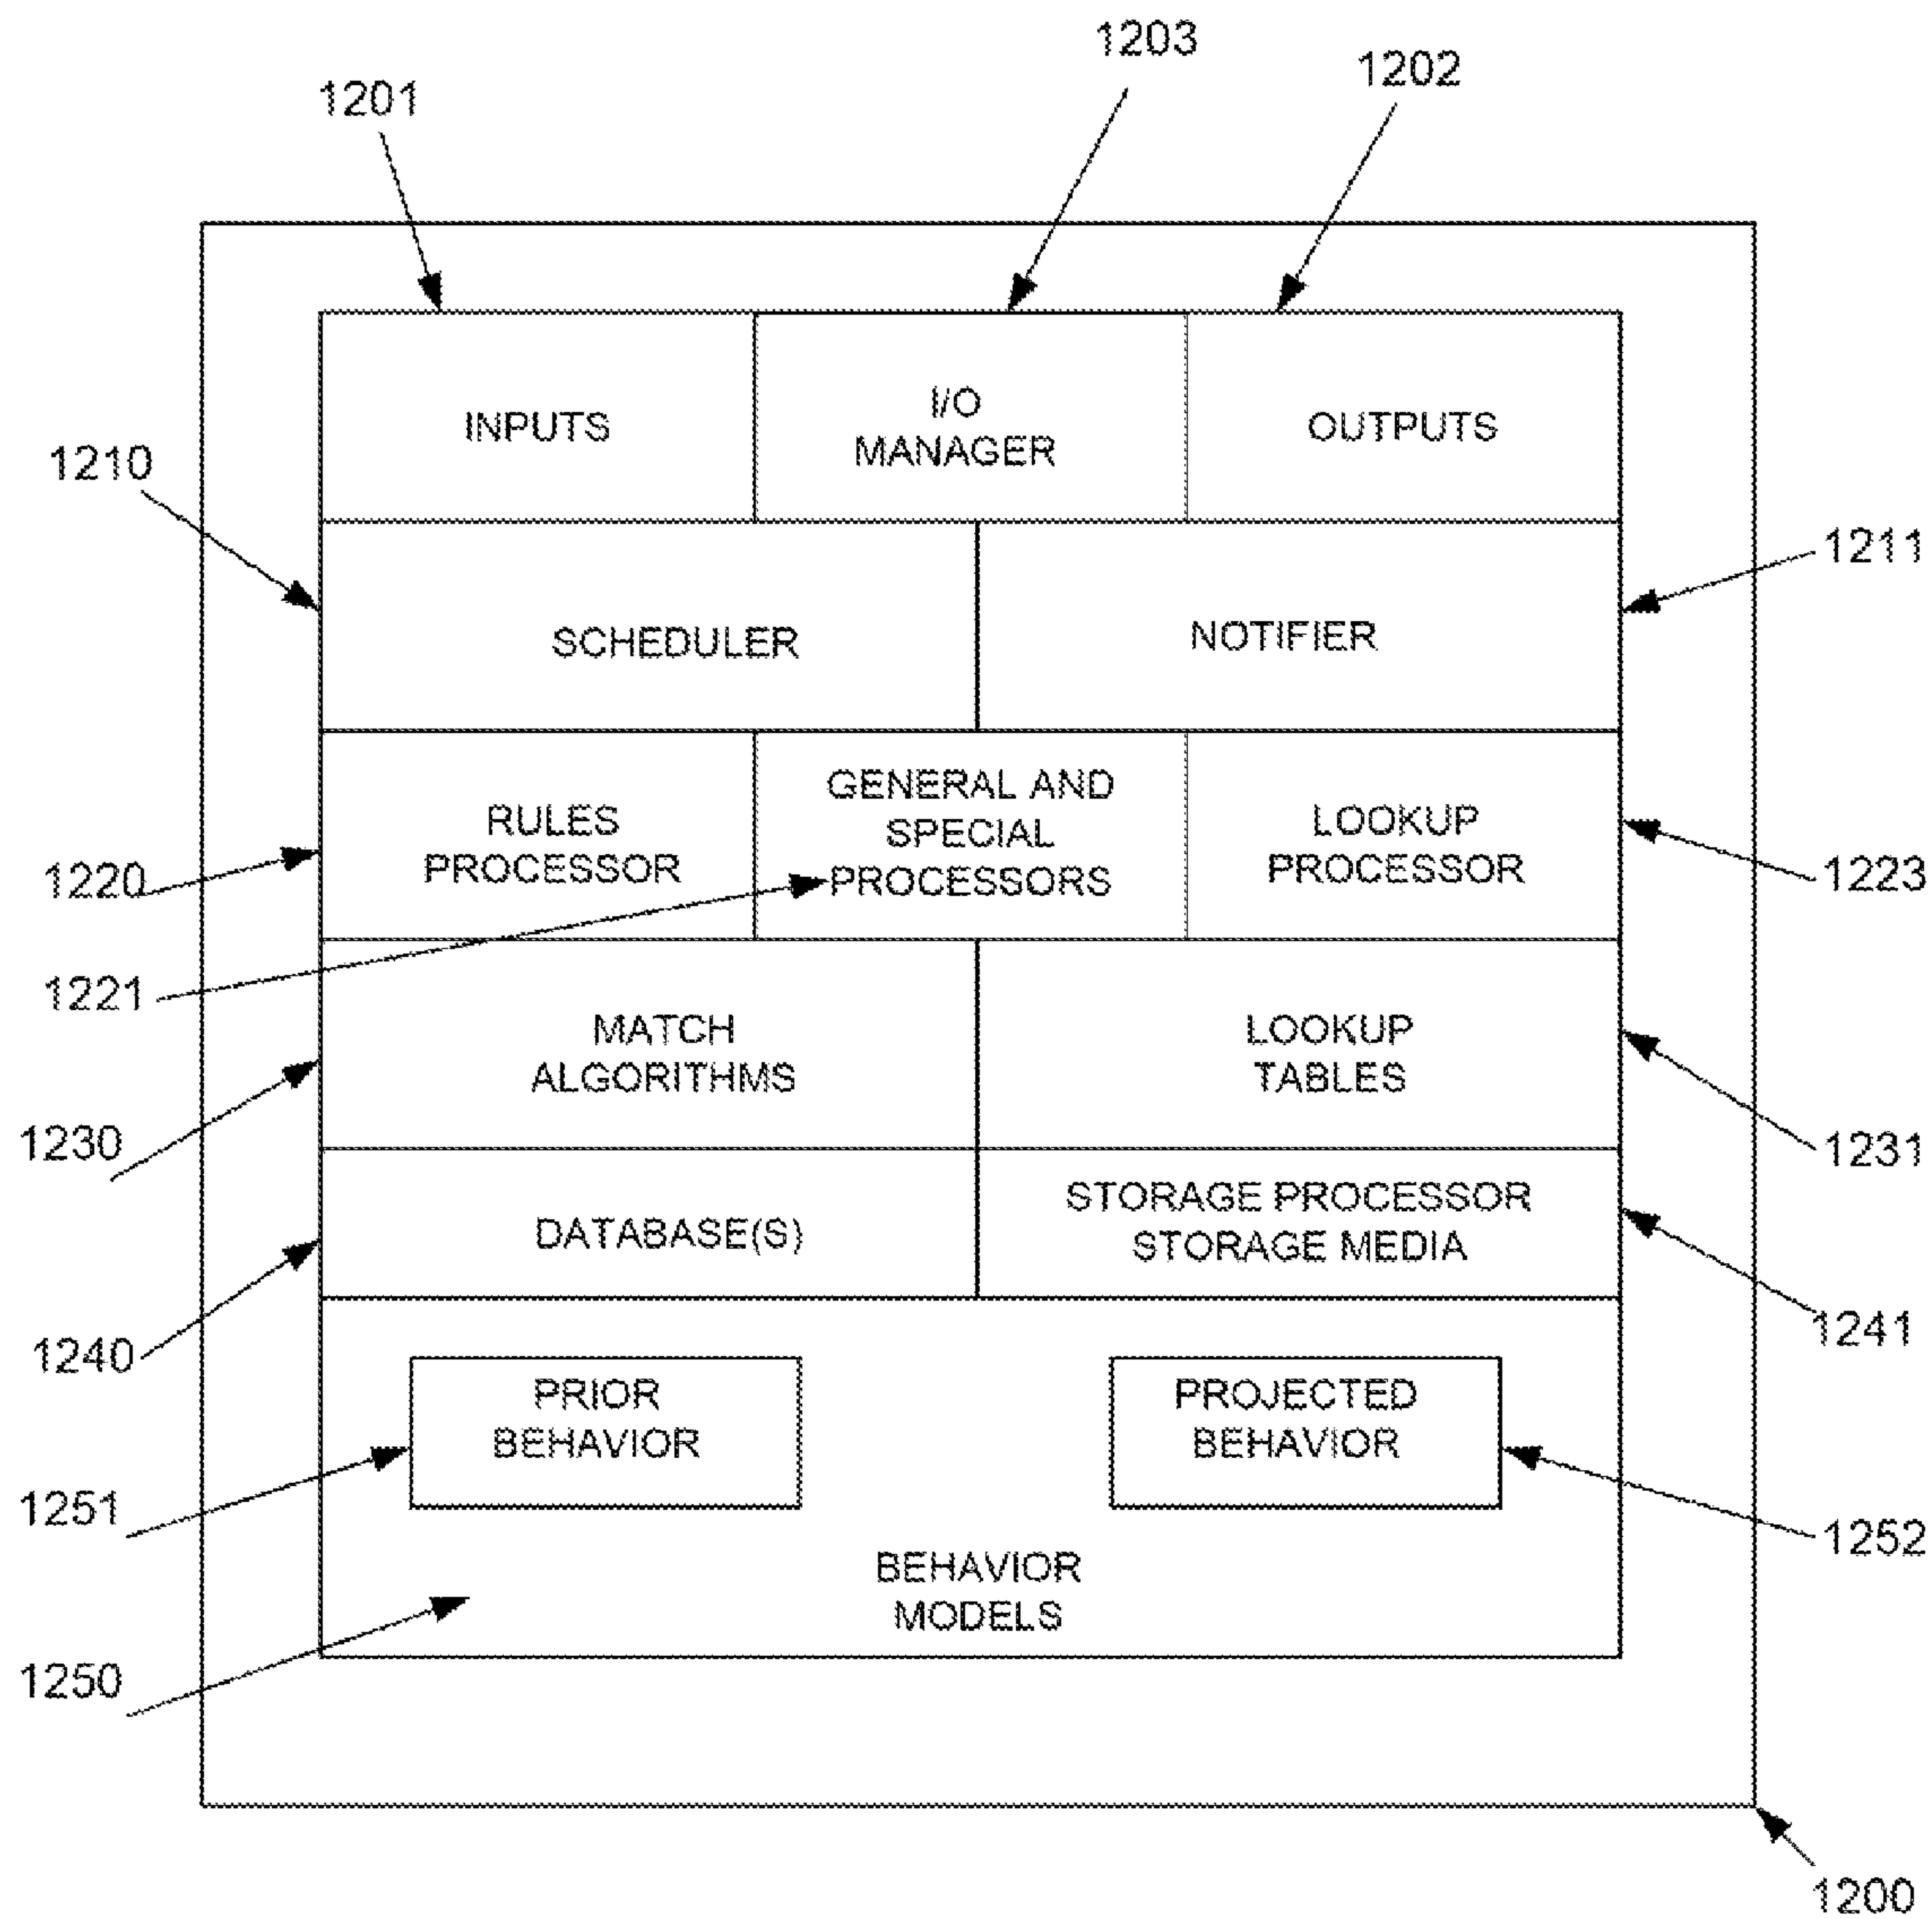 1203
1202
1201
INPUTS
I/O
MANAGER
OUTPUTS
1210
1211
SCHEDULER
NOTIFIER
RULES
PROCESSOR
GENERAL AND
SPECIAL
PROCESSORS
LOOKUP
PROCESSOR
1220
1223
1221
MATCH
ALGORITHMS
LOOKUP
TABLES
1230
1231
DATABASE(S)
STORAGE PROCESSOR
STORAGE MEDIA
1240
1241
PRIOR
BEHAVIOR
PROJECTED
BEHAVIOR
1251
1252
BEHAVIOR
MODELS
1250
1200